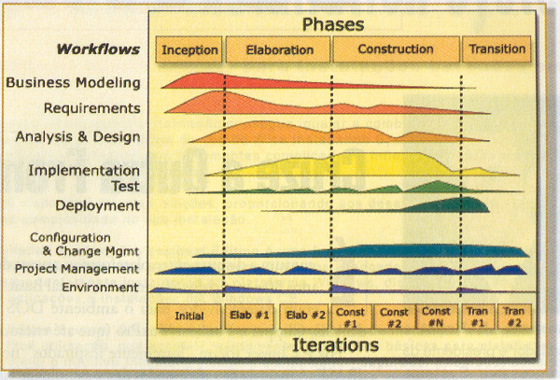 Phases
Workflows
Inception
Elaboration
Construction
Transition
Business Modeling
Requirements
Analysis & Design
Implementation
Test
Deployment
Configuration
& Change Mgmt
Project Management
Environment
Initial
Elab #1
Elab #2
Const
#1
Const
#2
Const
#N
Tran
#1
Tran
#2
Iterations